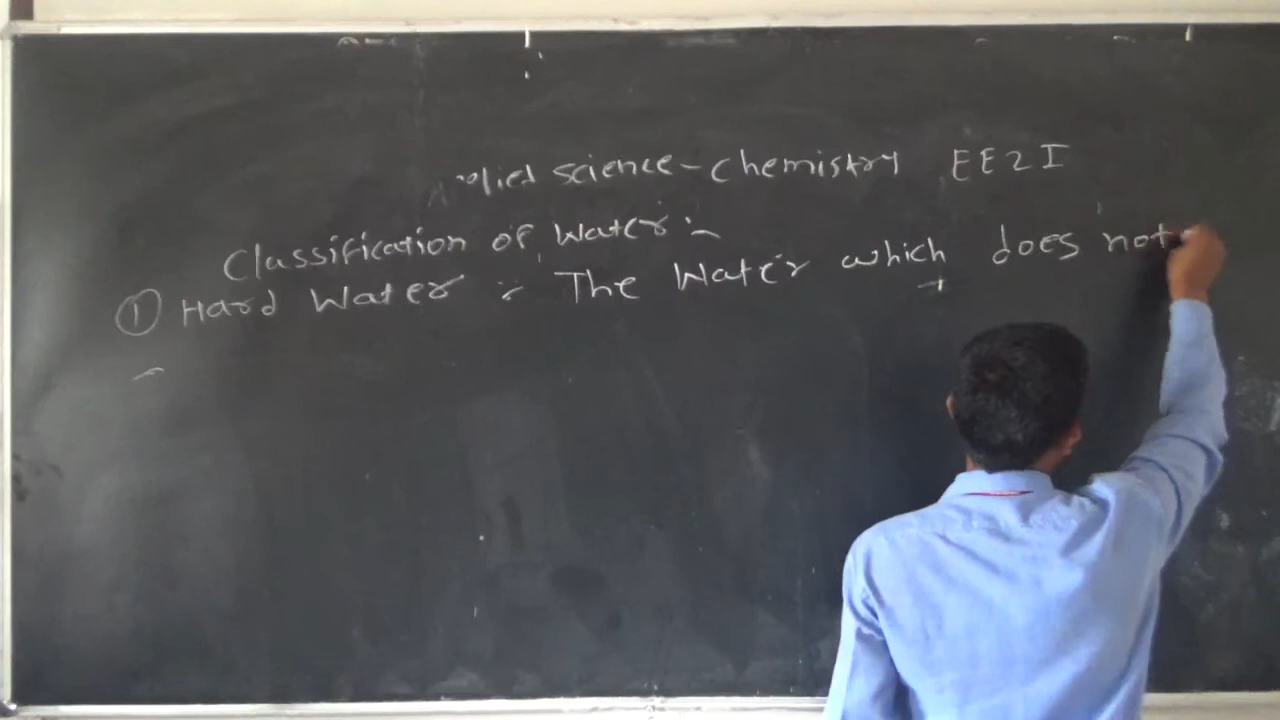 Applied science - chemistry EE2I
Classification of Water :-
① Hard Water :- The Water which does not